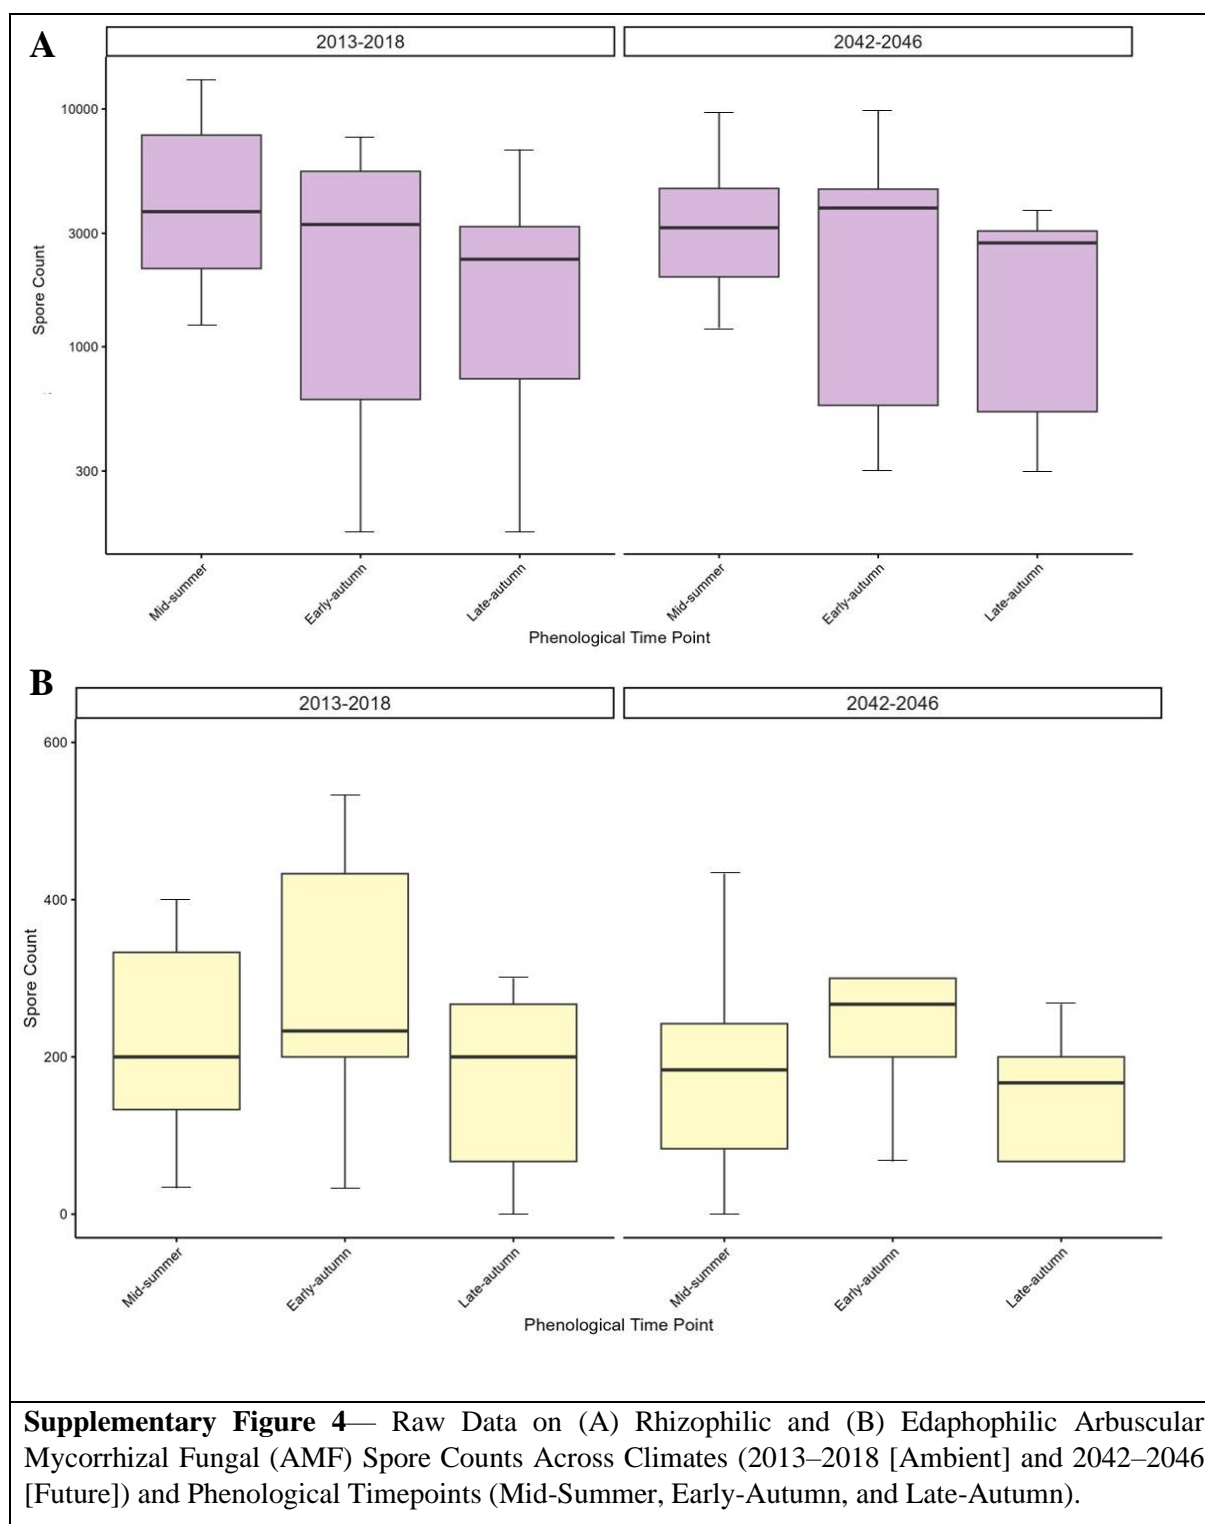 A
2013-2018
2042-2046
10000
3000
1000
300
Spore Count
Mid-summer
Early-autumn
Late-autumn
Mid-summer
Early-autumn
Late-autumn
Phenological Time Point
B
2013-2018
2042-2046
600
400
200
0
Spore Count
Mid-summer
Early-autumn
Late-autumn
Mid-summer
Early-autumn
Late-autumn
Phenological Time Point
Supplementary Figure 4— Raw Data on (A) Rhizophilic and (B) Edaphophilic Arbuscular
Mycorrhizal Fungal (AMF) Spore Counts Across Climates (2013–2018 [Ambient] and 2042–2046
[Future]) and Phenological Timepoints (Mid-Summer, Early-Autumn, and Late-Autumn).